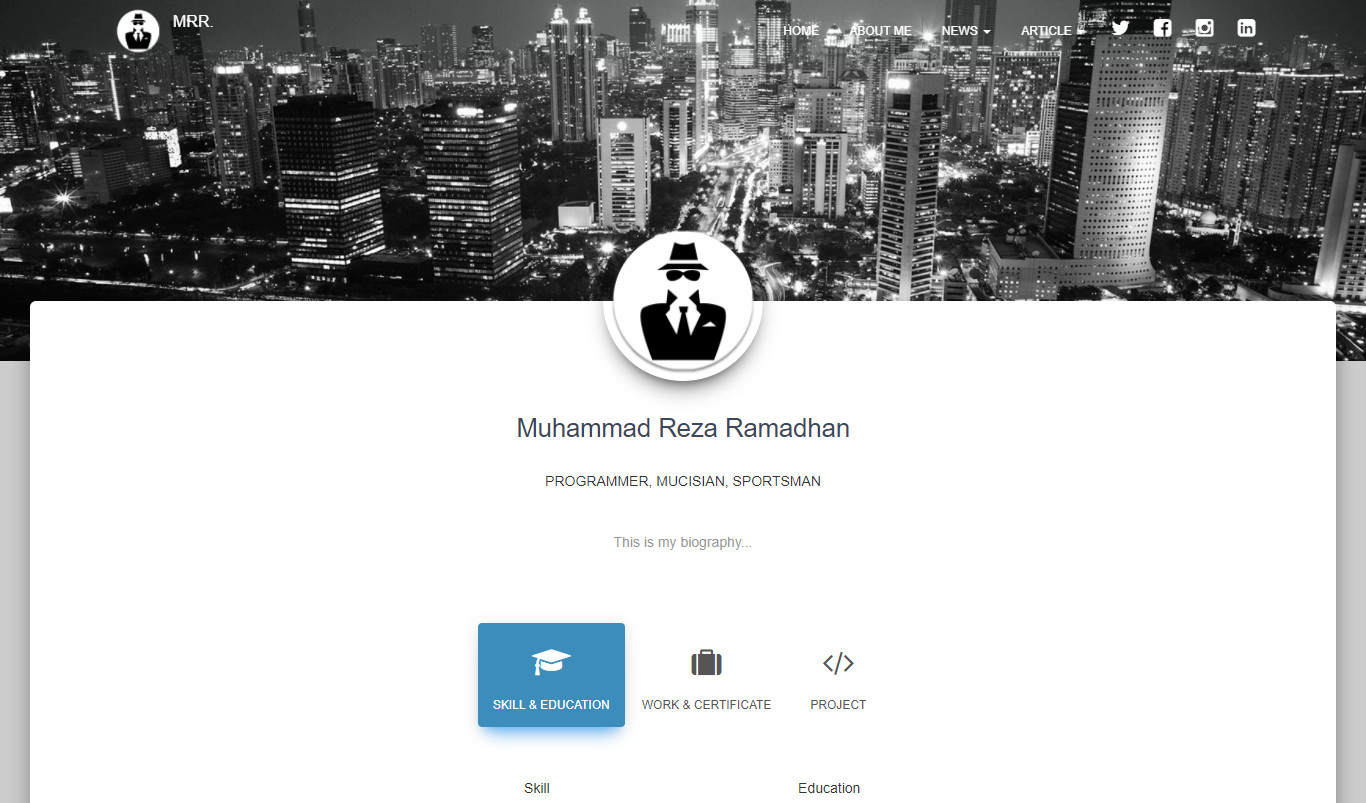 MRR.
HOME ABOUT ME NEWS ARTICLE
Muhammad Reza Ramadhan
PROGRAMMER, MUCISIAN, SPORTSMAN
This is my biography...
SKILL & EDUCATION WORK & CERTIFICATE PROJECT
Skill Education